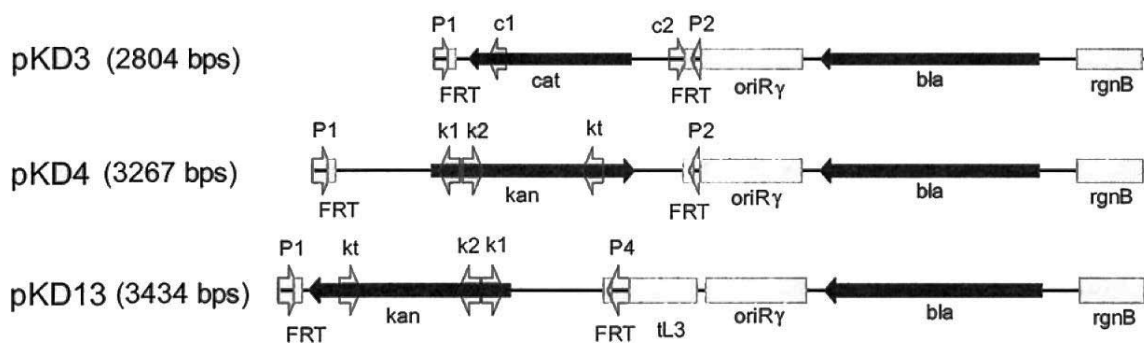 P1 c1 c2 P2
pKD3 (2804 bps)
FRT cat FRT oriRγ bla rgnB
P1 k1 k2 kt P2
pKD4 (3267 bps)
FRT kan FRT oriRγ bla rgnB
P1 kt k2 k1 P4
pKD13 (3434 bps)
FRT kan FRT tL3 oriRγ bla rgnB